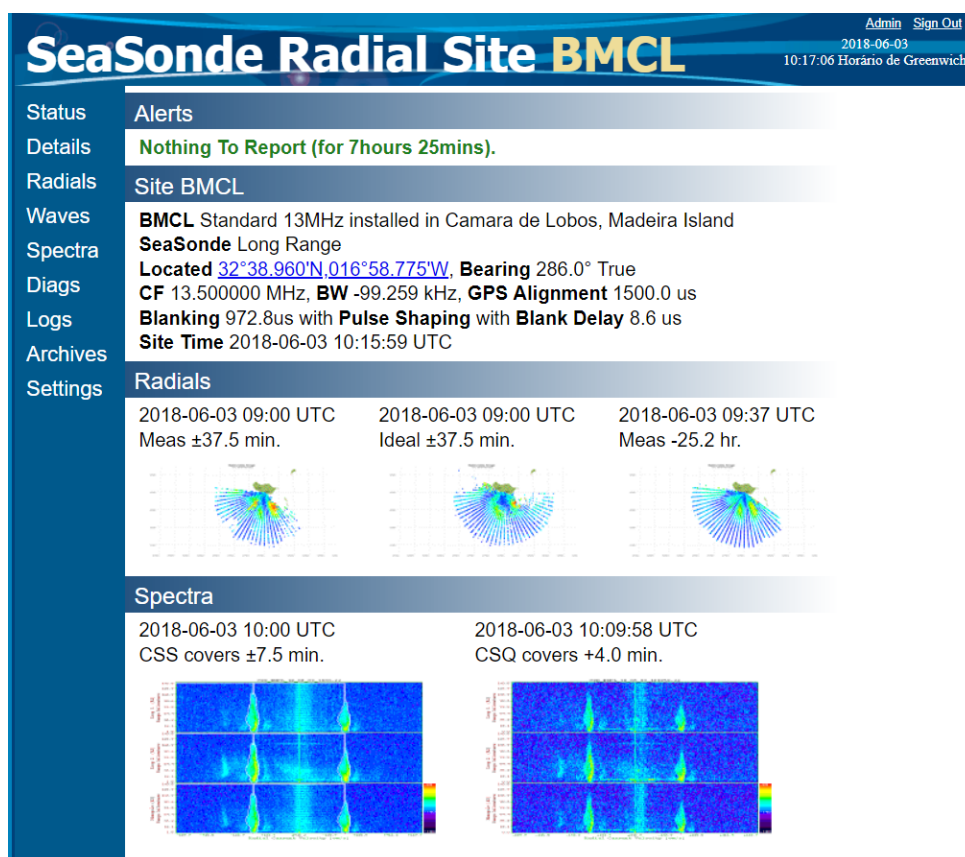 Admin Sign Out
SeaSonde Radial Site BMCL
2018-06-03
10:17:06 Horário de Greenwich
Status
Details
Radials
Waves
Spectra
Diags
Logs
Archives
Settings
Alerts
Nothing To Report (for 7hours 25mins).
Site BMCL
BMCL Standard 13MHz installed in Camara de Lobos, Madeira Island
SeaSonde Long Range
Located 32°38.960'N,016°58.775'W, Bearing 286.0° True
CF 13.500000 MHz, BW -99.259 kHz, GPS Alignment 1500.0 us
Blanking 972.8us with Pulse Shaping with Blank Delay 8.6 us
Site Time 2018-06-03 10:15:59 UTC
Radials
2018-06-03 09:00 UTC
Meas ±37.5 min.
2018-06-03 09:00 UTC
Ideal ±37.5 min.
2018-06-03 09:37 UTC
Meas -25.2 hr.
Spectra
2018-06-03 10:00 UTC
CSS covers ±7.5 min.
2018-06-03 10:09:58 UTC
CSQ covers +4.0 min.